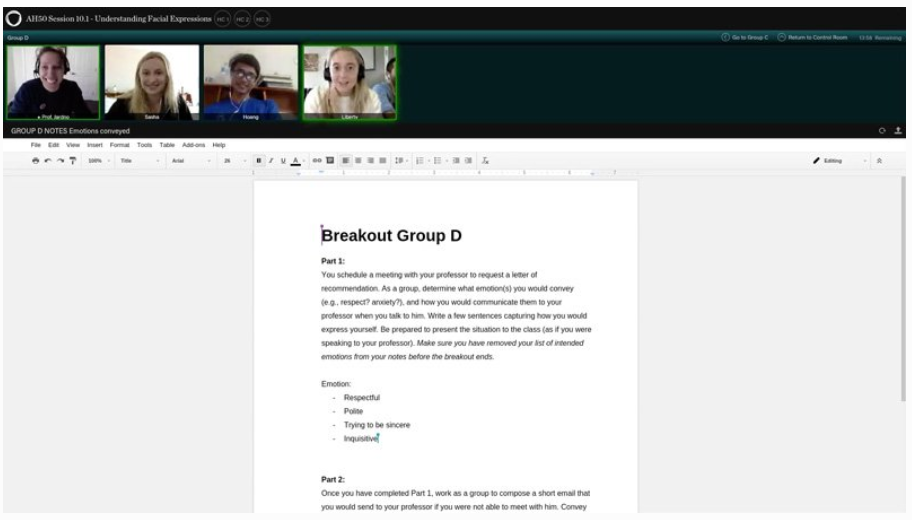 AH50 Session 10.1 - Understanding Facial Expressions HC 1 HC 2 HC 3
Group D Go to Group C Return to Control Room 12:56 Remaining
Prof. Sasha Hoang Liberty
GROUP D NOTES Emotions conveyed
File Edit View Insert Format Tools Table Add-ons Help
100% Title Arial 26 B I U A Editing
Breakout Group D
Part 1:
You schedule a meeting with your professor to request a letter of
recommendation. As a group, determine what emotion(s) you would convey
(e.g., respect? anxiety?), and how you would communicate them to your
professor when you talk to him. Write a few sentences capturing how you would
express yourself. Be prepared to present the situation to the class (as if you were
speaking to your professor). Make sure you have removed your list of intended
emotions from your notes before the breakout ends.
Emotion:
- Respectful
- Polite
- Trying to be sincere
- Inquisitive
Part 2:
Once you have completed Part 1, work as a group to compose a short email that
you would send to your professor if you were not able to meet with him. Convey